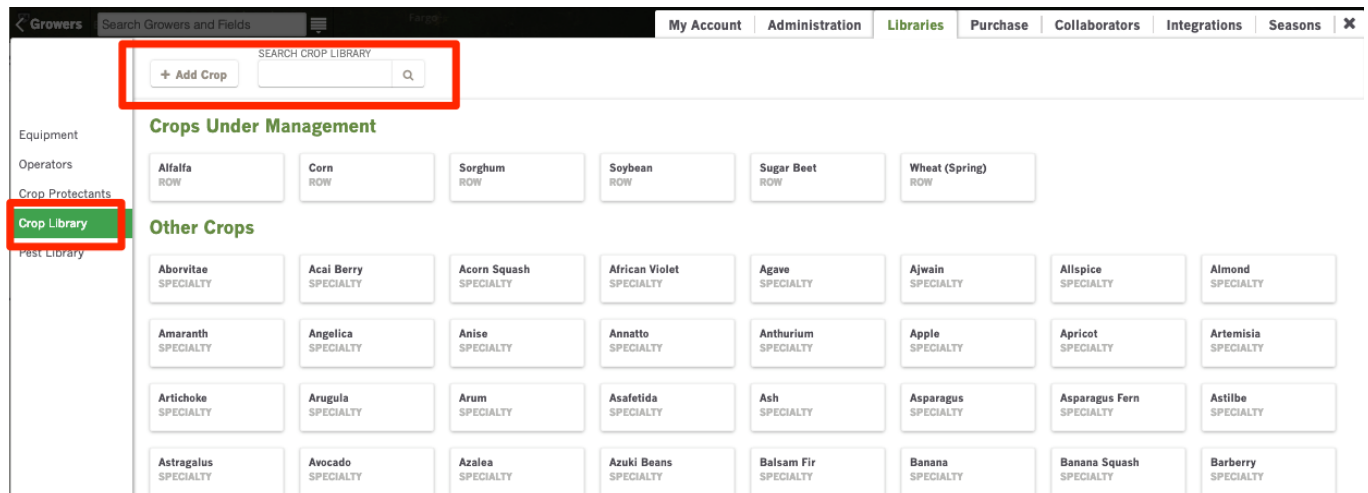 Growers Search Growers and Fields Fargo My Account Administration Libraries Purchase Collaborators Integrations Seasons
SEARCH CROP LIBRARY
+ Add Crop
Equipment
Operators
Crop Protectants
Crop Library
Pest Library
Crops Under Management
Alfalfa Corn Sorghum Soybean Sugar Beet Wheat (Spring)
ROW ROW ROW ROW ROW ROW
Other Crops
Aborvitae Acai Berry Acorn Squash African Violet Agave Ajwain Allspice Almond
SPECIALTY SPECIALTY SPECIALTY SPECIALTY SPECIALTY SPECIALTY SPECIALTY SPECIALTY
Amaranth Angelica Anise Annatto Anthurium Apple Apricot Artemisia
SPECIALTY SPECIALTY SPECIALTY SPECIALTY SPECIALTY SPECIALTY SPECIALTY SPECIALTY
Artichoke Arugula Arum Asafetida Ash Asparagus Asparagus Fern Astilbe
SPECIALTY SPECIALTY SPECIALTY SPECIALTY SPECIALTY SPECIALTY SPECIALTY SPECIALTY
Astragalus Avocado Azalea Azuki Beans Balsam Fir Banana Banana Squash Barberry
SPECIALTY SPECIALTY SPECIALTY SPECIALTY SPECIALTY SPECIALTY SPECIALTY SPECIALTY